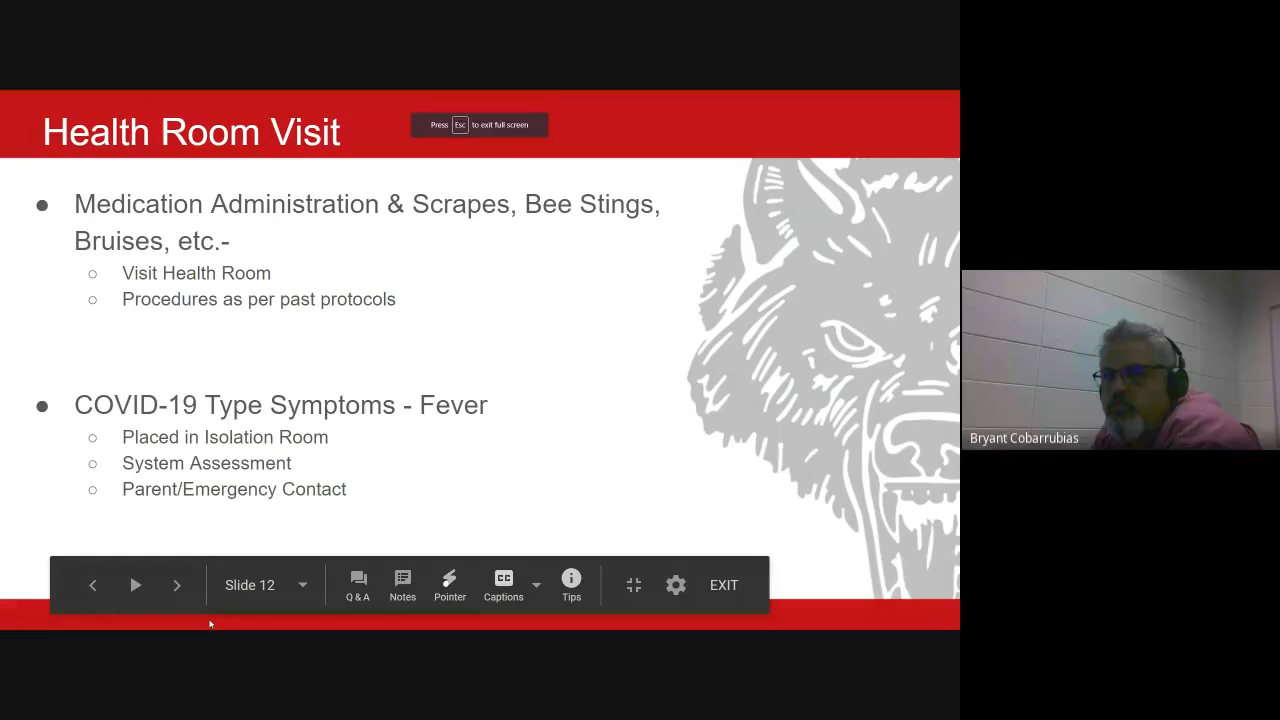 Health Room Visit
Press Esc to exit full screen
● Medication Administration & Scrapes, Bee Stings,
Bruises, etc.-
○ Visit Health Room
○ Procedures as per past protocols
● COVID-19 Type Symptoms - Fever
○ Placed in Isolation Room
○ System Assessment
○ Parent/Emergency Contact
Bryant Cobarrubias
Slide 12
Q & A
Notes
Pointer
CC
Captions
Tips
EXIT